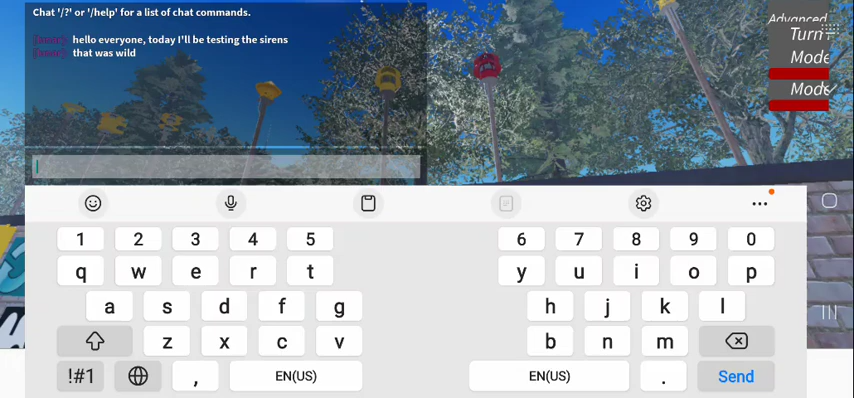 Chat '/?' or '/help' for a list of chat commands.
hello everyone, today I'll be testing the sirens
that was wild
Advanced
Turn
Mode
Mode
1 2 3 4 5 6 7 8 9 0
q w e r t y u i o p
a s d f g h j k l
z x c v b n m
!#1 , EN(US) EN(US) . Send